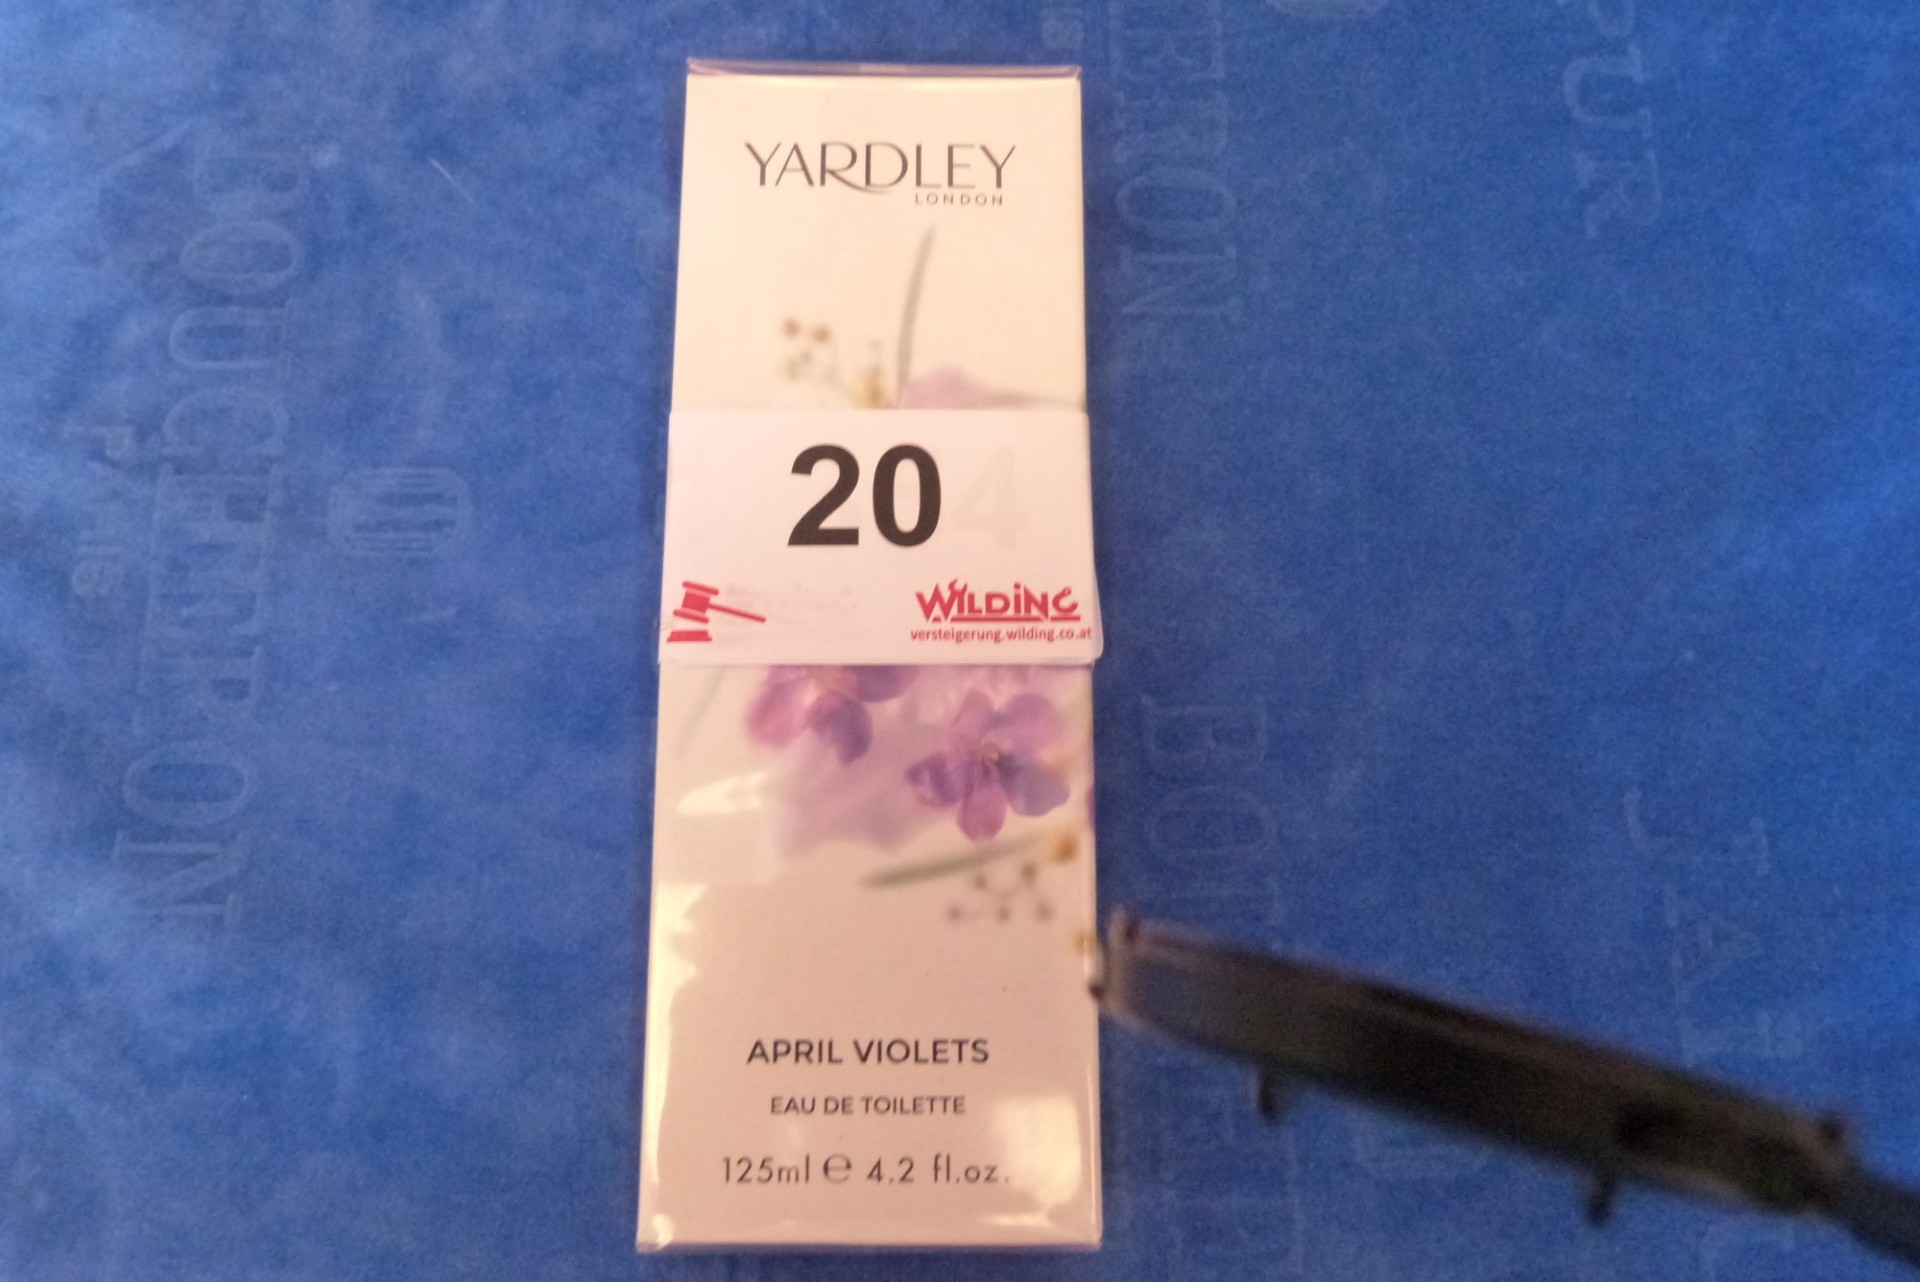 YARDLEY
LONDON
20
WILDING
versteigerung.wilding.co.at
APRIL VIOLETS
EAU DE TOILETTE
125ml ℮ 4.2 fl.oz.